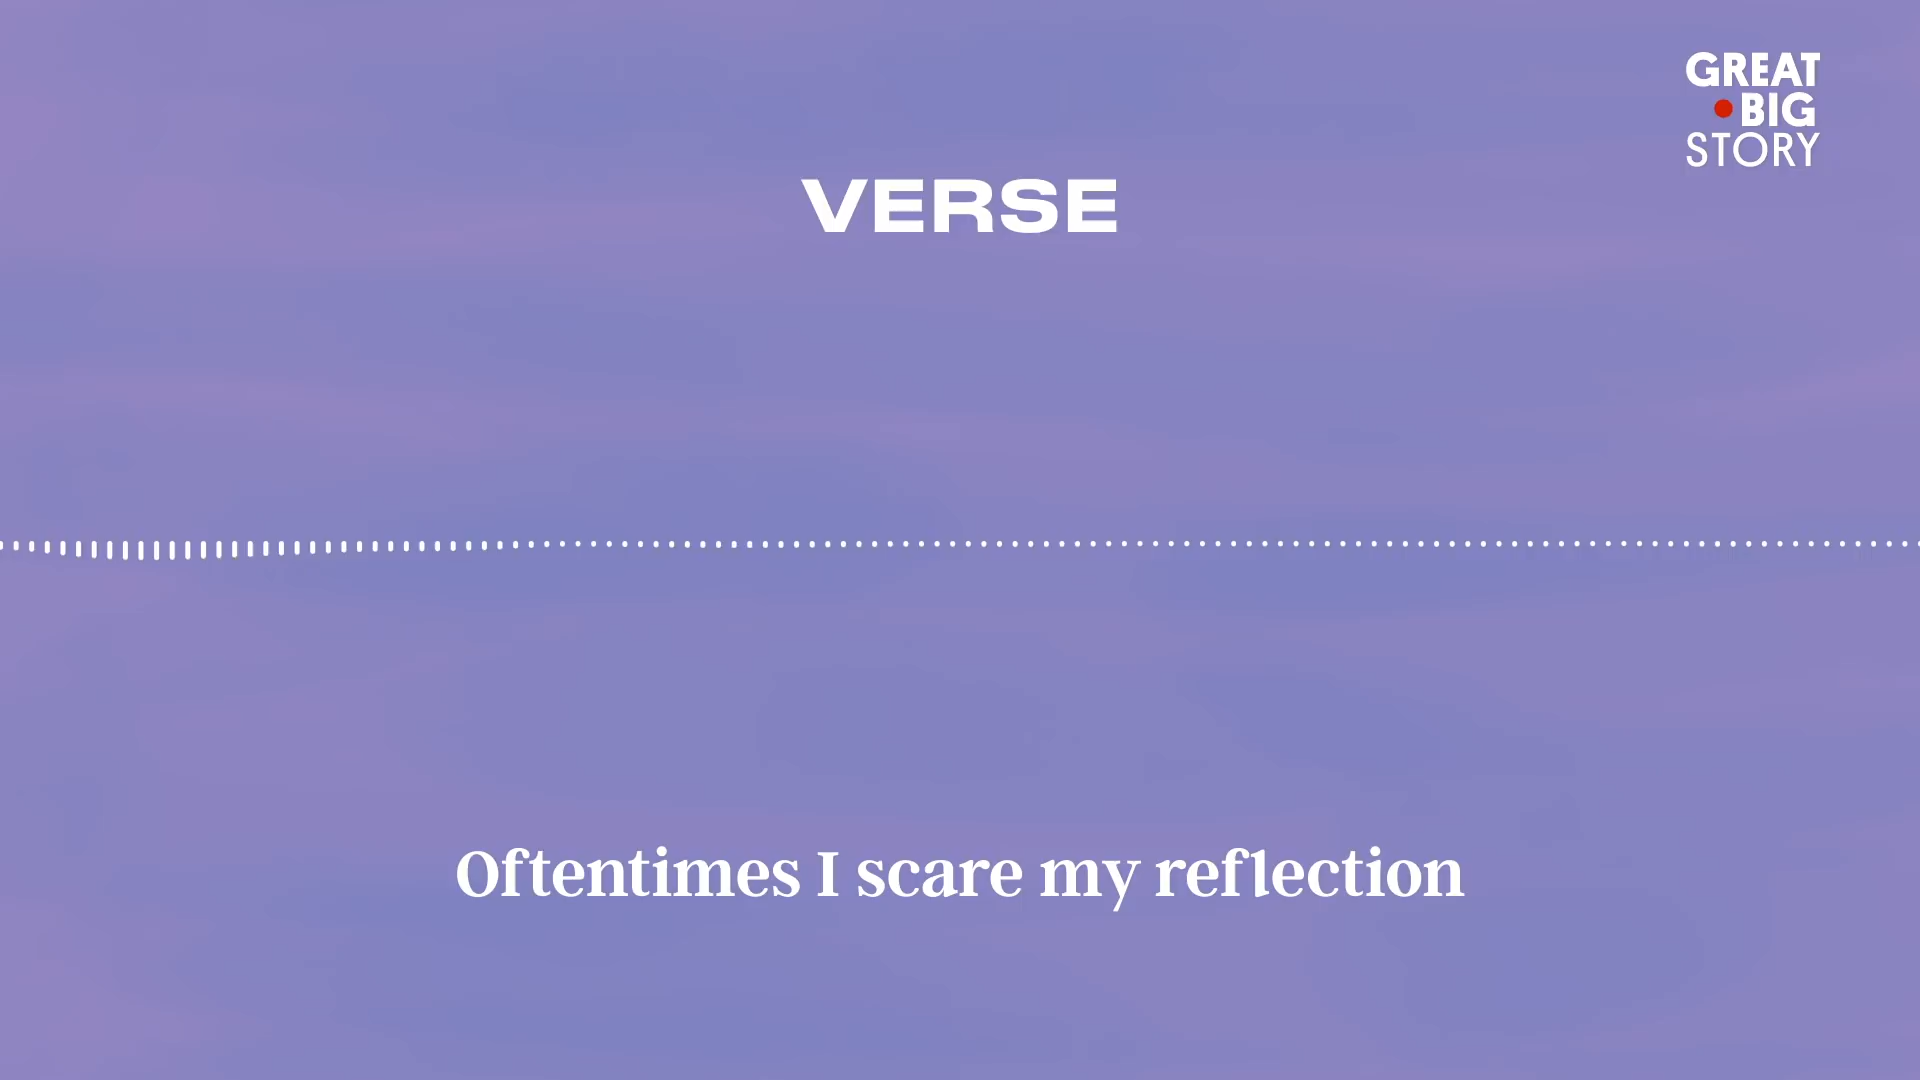 GREAT
BIG
STORY
VERSE
Oftentimes I scare my reflection